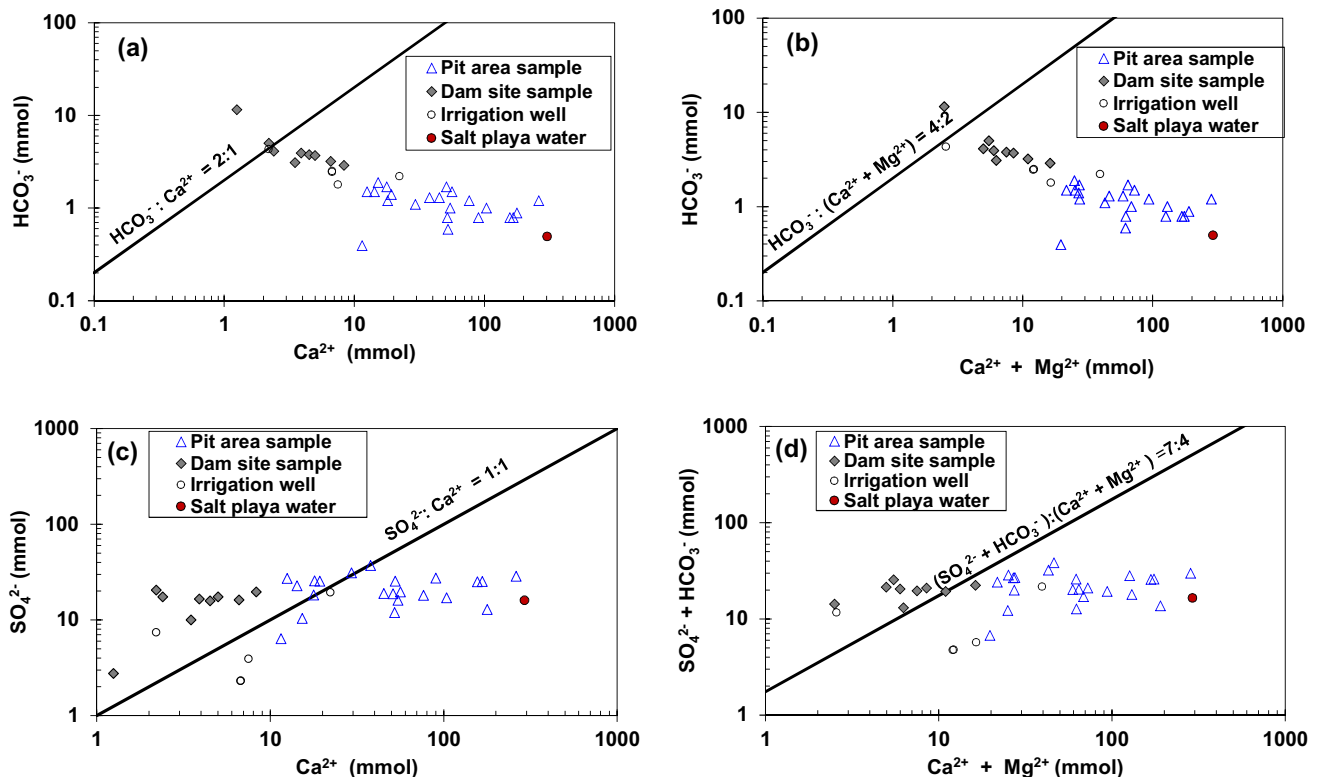 (a)
HCO₃⁻ (mmol)
100
10
1
0.1
0.1 1 10 100 1000
Ca²⁺ (mmol)
HCO₃⁻ : Ca²⁺ = 2:1
Pit area sample
Dam site sample
Irrigation well
Salt playa water
(b)
HCO₃⁻ (mmol)
100
10
1
0.1
0.1 1 10 100 1000
Ca²⁺ + Mg²⁺ (mmol)
HCO₃⁻ : (Ca²⁺ + Mg²⁺) = 4:2
Pit area sample
Dam site sample
Irrigation well
Salt playa water
(c)
SO₄²⁻ (mmol)
1000
100
10
1
1 10 100 1000
Ca²⁺ (mmol)
SO₄²⁻: Ca²⁺ = 1:1
Pit area sample
Dam site sample
Irrigation well
Salt playa water
(d)
SO₄²⁻ + HCO₃⁻ (mmol)
1000
100
10
1
1 10 100 1000
Ca²⁺ + Mg²⁺ (mmol)
(SO₄²⁻ + HCO₃⁻):(Ca²⁺ + Mg²⁺) =7:4
Pit area sample
Dam site sample
Irrigation well
Salt playa water